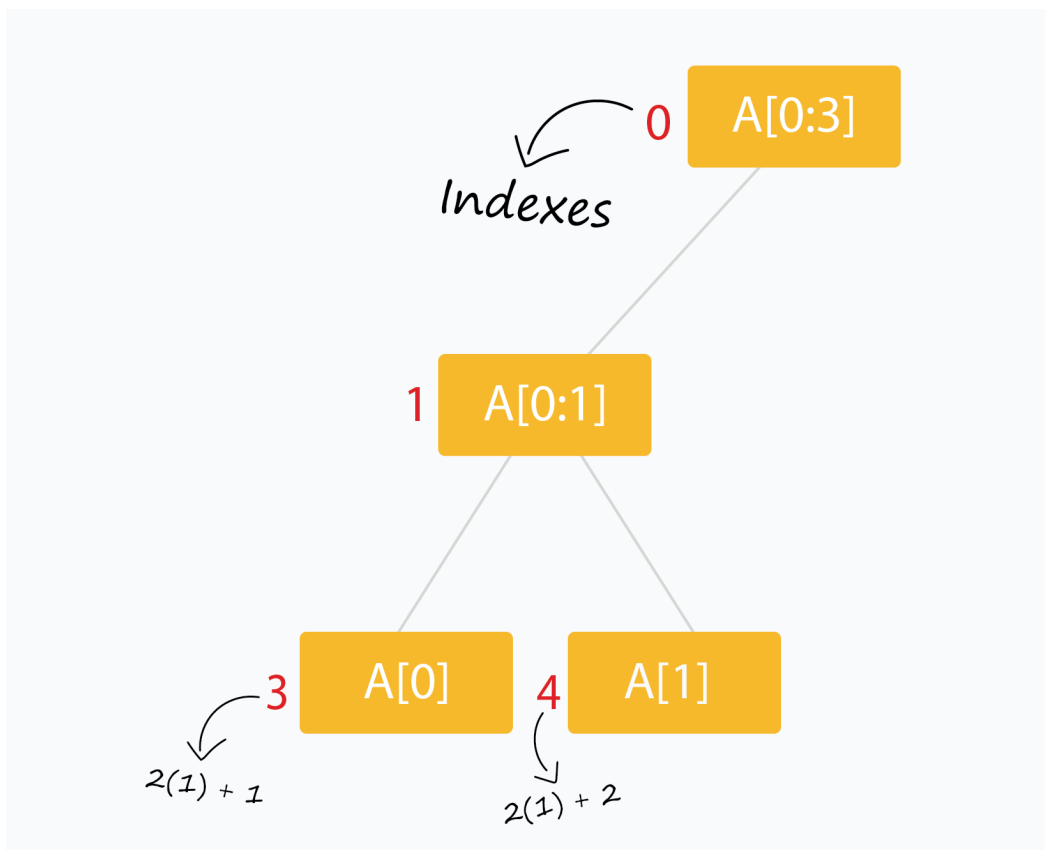 0 A[0:3]
Indexes
1 A[0:1]
3 A[0] 4 A[1]
2(1) + 1
2(1) + 2